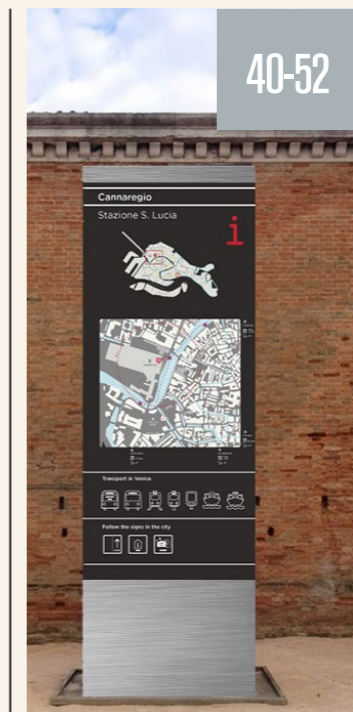 40-52
Cannaregio
Stazione S. Lucia
i
Transport in Venice
Follow the signs in the city